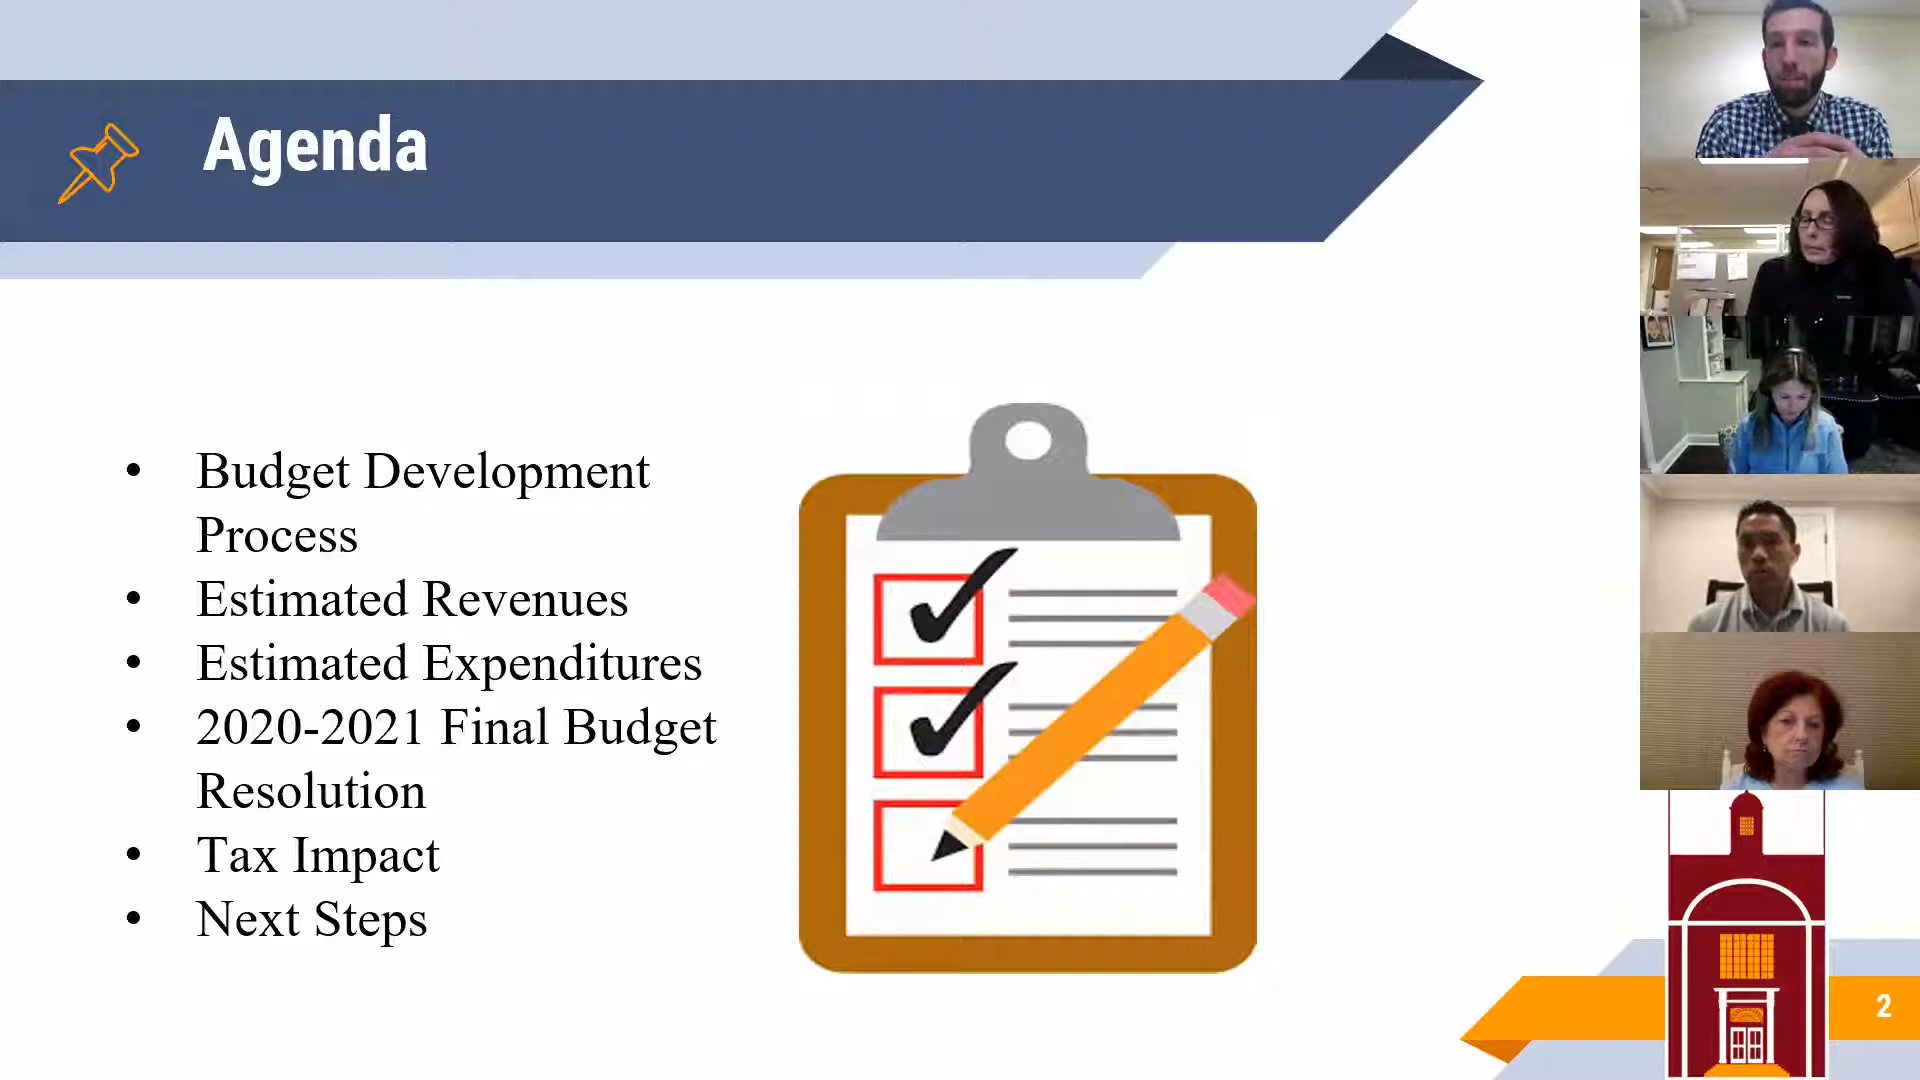 Agenda
• Budget Development
Process
• Estimated Revenues
• Estimated Expenditures
• 2020-2021 Final Budget
Resolution
• Tax Impact
• Next Steps
2